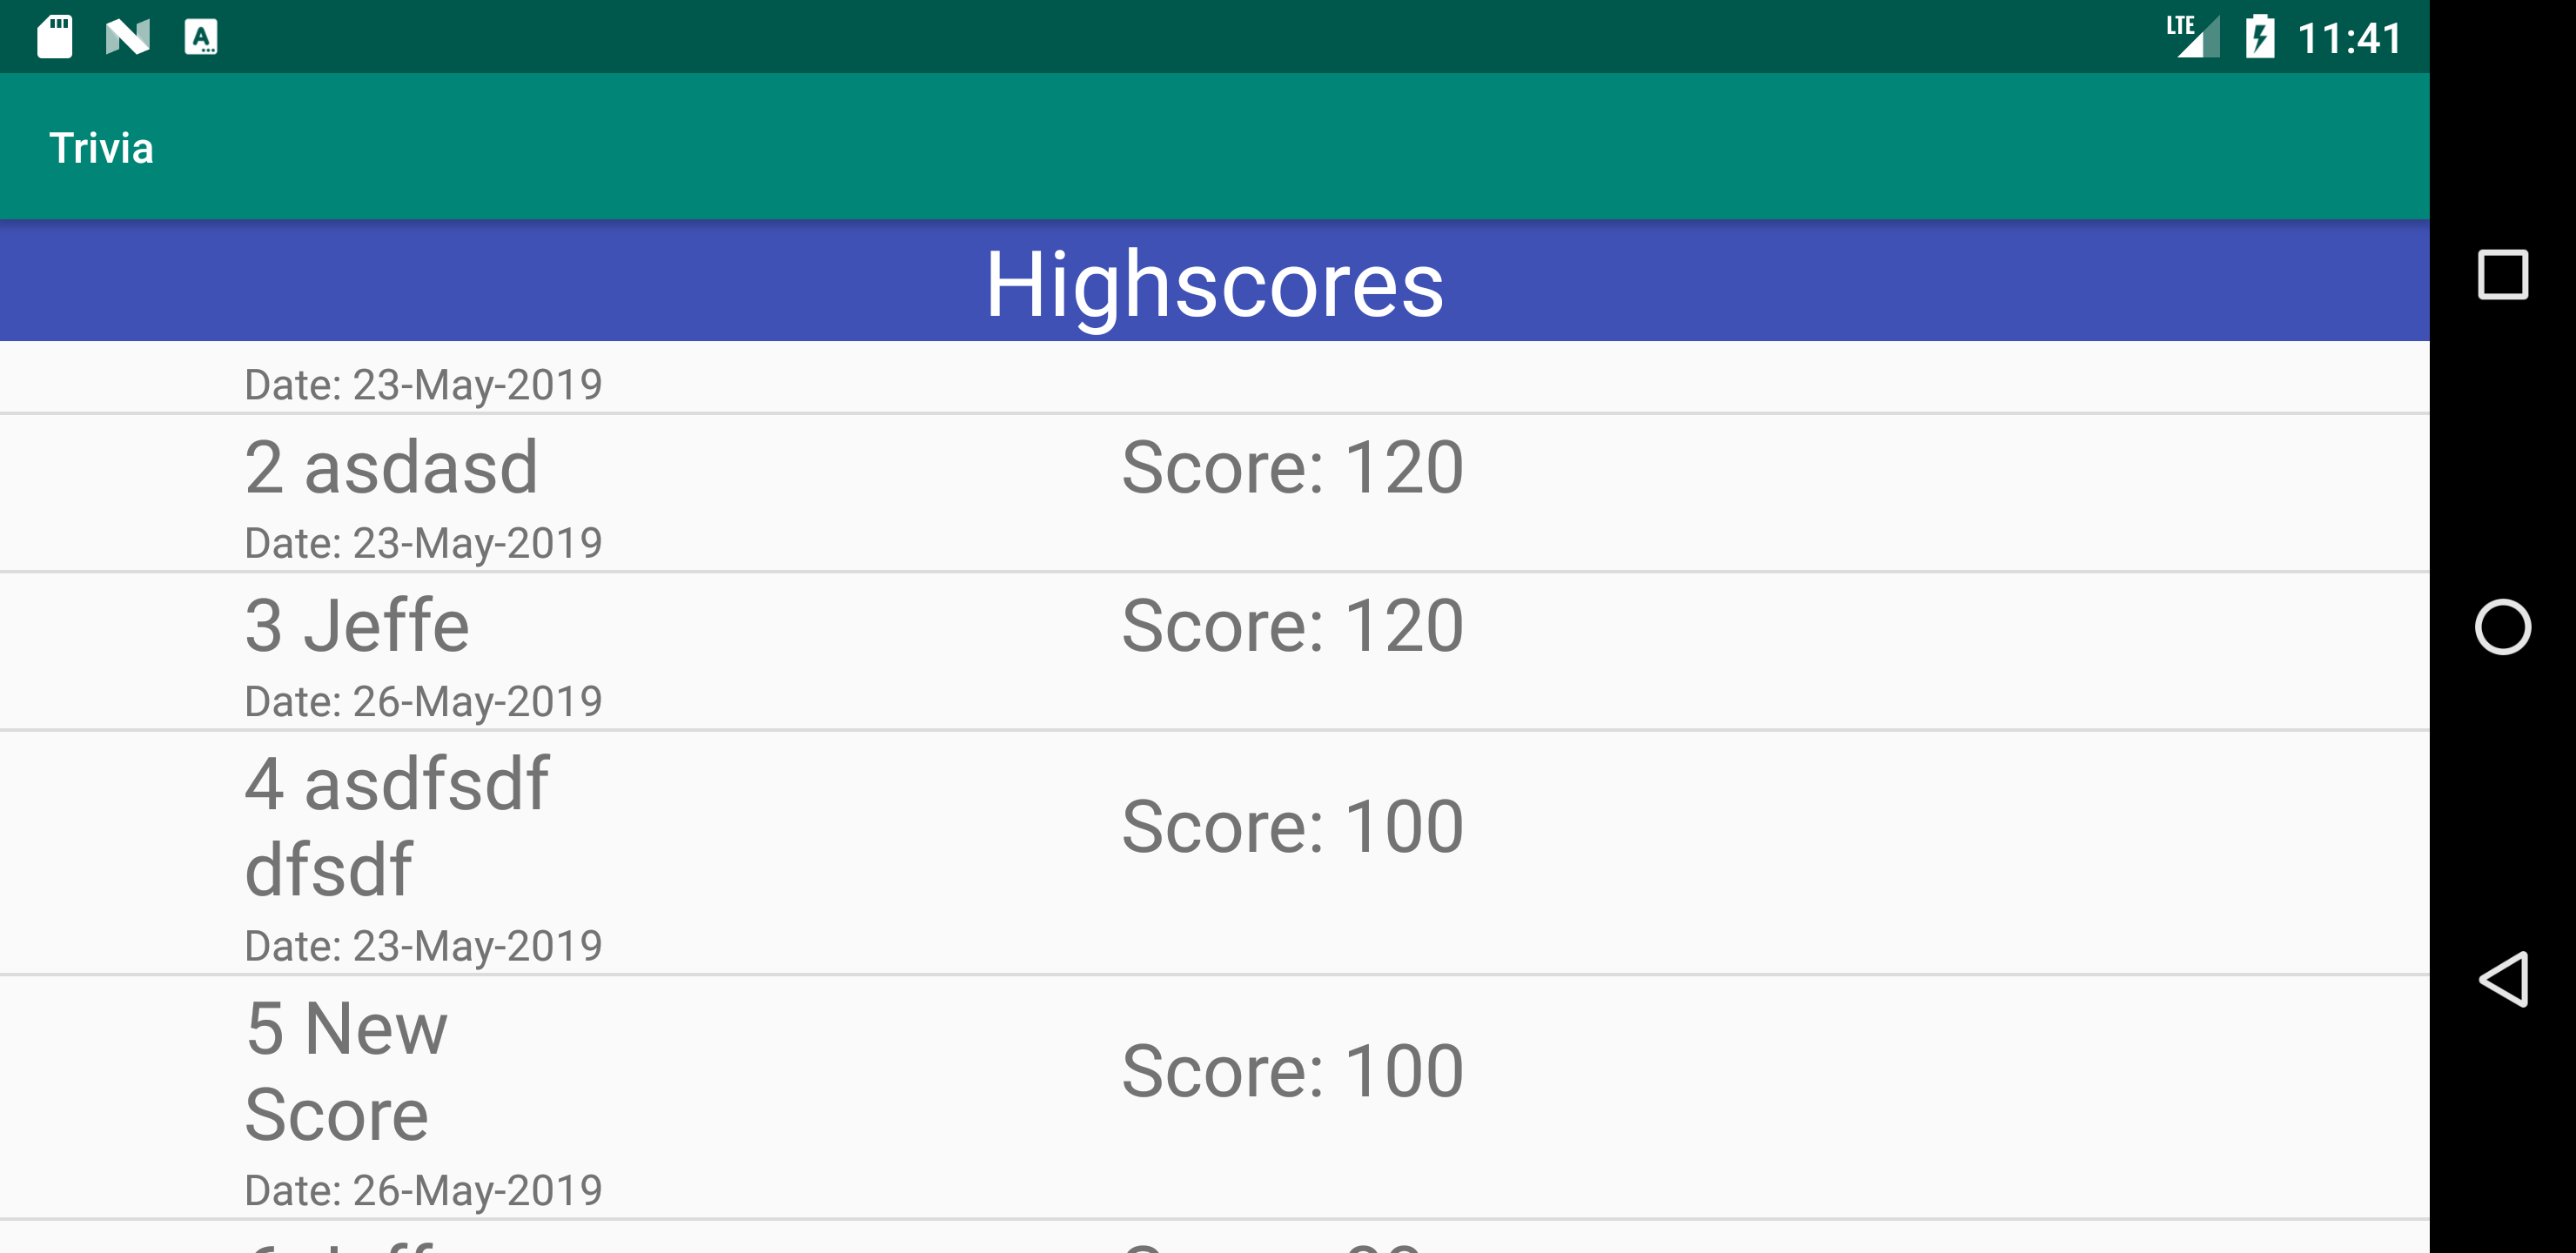 LTE 11:41
Trivia
Highscores
Date: 23-May-2019
2 asdasd Score: 120
Date: 23-May-2019
3 Jeffe Score: 120
Date: 26-May-2019
4 asdfsdf
dfsdf
Score: 100
Date: 23-May-2019
5 New
Score
Score: 100
Date: 26-May-2019